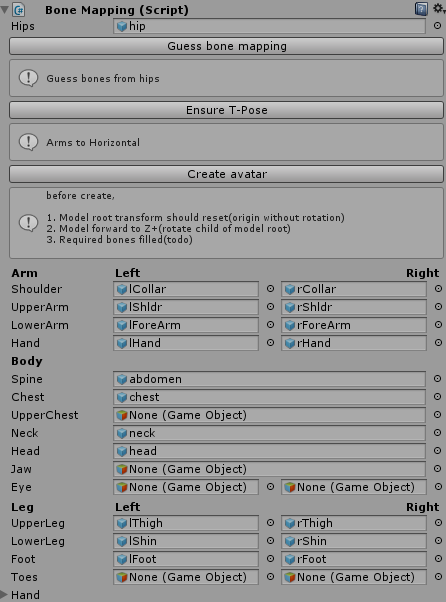 Bone Mapping (Script)
Hips hip
Guess bone mapping
Guess bones from hips
Ensure T-Pose
Arms to Horizontal
Create avatar
before create,
1. Model root transform should reset(origin without rotation)
2. Model forward to Z+(rotate child of model root)
3. Required bones filled(todo)
Arm Left Right
Shoulder lCollar rCollar
UpperArm lShldr rShldr
LowerArm lForeArm rForeArm
Hand lHand rHand
Body
Spine abdomen
Chest chest
UpperChest None (Game Object)
Neck neck
Head head
Jaw None (Game Object)
Eye None (Game Object) None (Game Object)
Leg Left Right
UpperLeg lThigh rThigh
LowerLeg lShin rShin
Foot lFoot rFoot
Toes None (Game Object) None (Game Object)
Hand